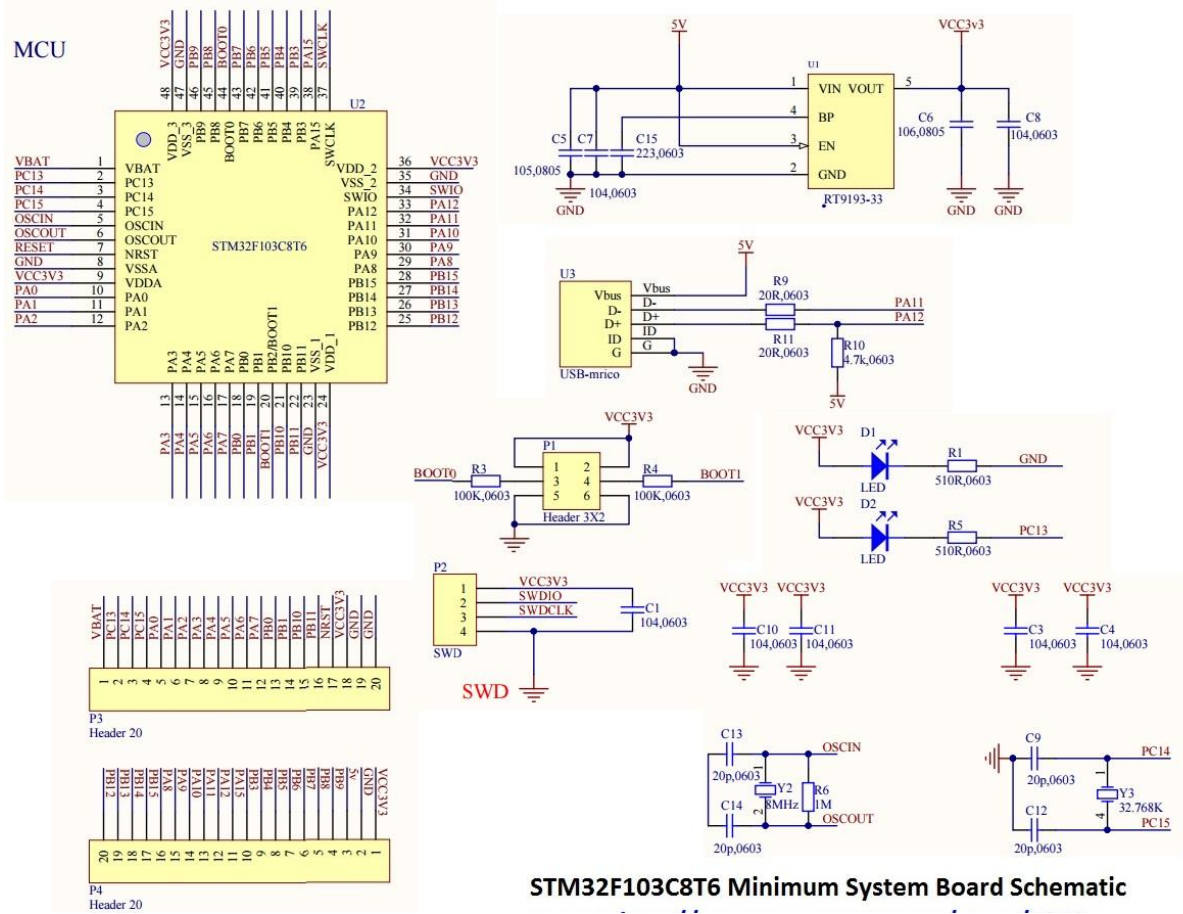 MCU
VCC3V3 GND PB9 PB8 BOOT0 PB7 PB6 PB5 PB4 PB3 PA15 SWCLK
48 47 46 45 44 43 42 41 40 39 38 37
U2
VDD_3 VSS_3 PB9 PB8 BOOT0 PB7 PB6 PB5 PB4 PB3 PA15 SWCLK
VBAT 1 VBAT
PC13 2 PC13
PC14 3 PC14
PC15 4 PC15
OSCIN 5 OSCIN
OSCOUT 6 OSCOUT
RESET 7 NRST
GND 8 VSSA
VCC3V3 9 VDDA
PA0 10 PA0
PA1 11 PA1
PA2 12 PA2
STM32F103C8T6
VDD_2 36 VCC3V3
VSS_2 35 GND
SWIO 34 SWIO
PA12 33 PA12
PA11 32 PA11
PA10 31 PA10
PA9 30 PA9
PA8 29 PA8
PB15 28 PB15
PB14 27 PB14
PB13 26 PB13
PB12 25 PB12
PA3 PA4 PA5 PA6 PA7 PB0 PB1 PB2/BOOT1 PB10 PB11 VSS_1 VDD_1
13 14 15 16 17 18 19 20 21 22 23 24
PA3 PA4 PA5 PA6 PA7 PB0 PB1 BOOT1 PB10 PB11 GND VCC3V3
5V
VCC3v3
U1
1 VIN VOUT 5
4 BP
3 EN
2 GND
RT9193-33
C5 C7 C15
223,0603
105,0805
104,0603
GND
C6
106,0805
C8
104,0603
GND GND
5V
U3
Vbus Vbus
D- D-
D+ D+
ID ID
G G
USB-mrico
GND
R9
20R,0603
PA11
PA12
R11
20R,0603
R10
4.7k,0603
5V
VCC3V3
P1
BOOT0 R3
100K,0603
1 2
3 4
5 6
Header 3X2
R4 BOOT1
100K,0603
VCC3V3
D1
LED
R1
510R,0603
GND
VCC3V3
D2
LED
R5
510R,0603
PC13
P2
1 VCC3V3
2 SWDIO
3 SWDCLK
4
SWD
C1
104,0603
SWD
VCC3V3 VCC3V3
C10 C11
104,0603 104,0603
VCC3V3 VCC3V3
C3 C4
104,0603 104,0603
VBAT PC13 PC14 PC15 PA0 PA1 PA2 PA3 PA4 PA5 PA6 PA7 PB0 PB1 PB10 PB11 NRST VCC3V3 GND GND
1 2 3 4 5 6 7 8 9 10 11 12 13 14 15 16 17 18 19 20
P3
Header 20
PB12 PB13 PB14 PB15 PA8 PA9 PA10 PA11 PA12 PA15 PB3 PB4 PB5 PB6 PB7 PB8 PB9 5v GND VCC3V3
20 19 18 17 16 15 14 13 12 11 10 9 8 7 6 5 4 3 2 1
P4
Header 20
C13
20p,0603
OSCIN
1
Y2
8MHz
2
R6
1M
C14
20p,0603
OSCOUT
C9
20p,0603
PC14
1
Y3
32.768K
4
C12
20p,0603
PC15
STM32F103C8T6 Minimum System Board Schematic